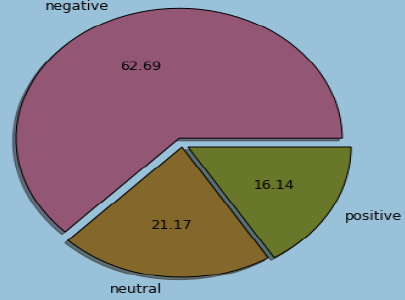 negative
62.69
16.14
positive
21.17
neutral